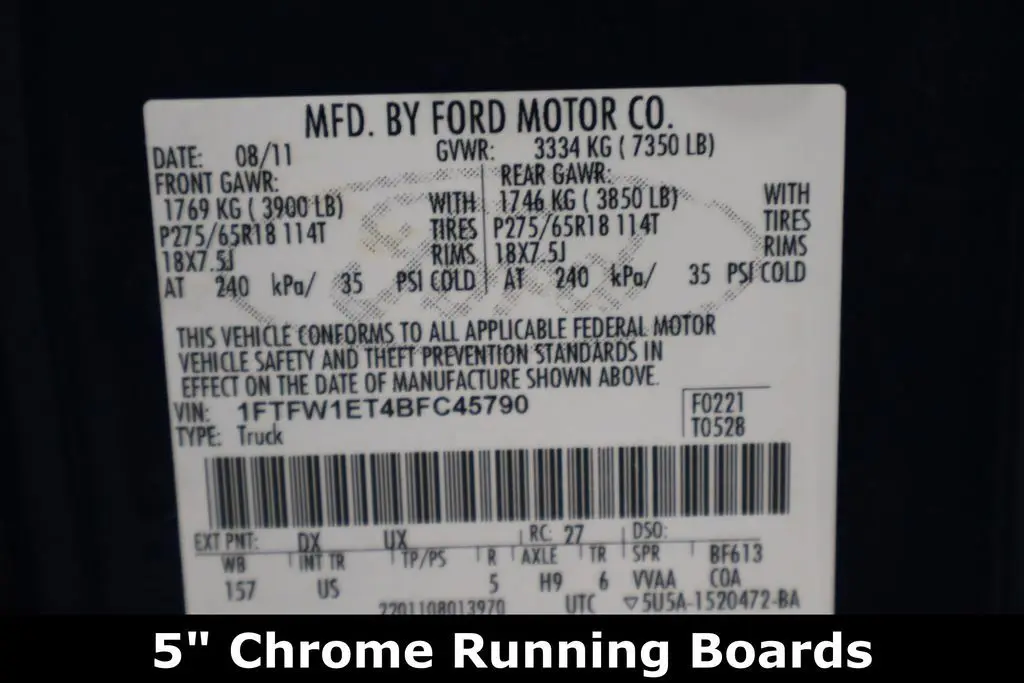 MFD. BY FORD MOTOR CO.
DATE: 08/11 GVWR: 3334 KG ( 7350 LB)
FRONT GAWR: REAR GAWR:
1769 KG ( 3900 LB) WITH 1746 KG ( 3850 LB) WITH
P275/65R18 114T TIRES P275/65R18 114T TIRES
18X7.5J RIMS 18X7.5J RIMS
AT 240 kPa/ 35 PSI COLD AT 240 kPa/ 35 PSI COLD
THIS VEHICLE CONFORMS TO ALL APPLICABLE FEDERAL MOTOR
VEHICLE SAFETY AND THEFT PREVENTION STANDARDS IN
EFFECT ON THE DATE OF MANUFACTURE SHOWN ABOVE.
VIN: 1FTFW1ET4BFC45790
TYPE: Truck
F0221
T0528
EXT PNT: DX UX RC: 27 DSO:
WB INT TR TP/PS R AXLE TR SPR BF613
157 US 5 H9 6 VVAA COA
2201108013970 UTC ▽5U5A-1520472-BA
5" Chrome Running Boards